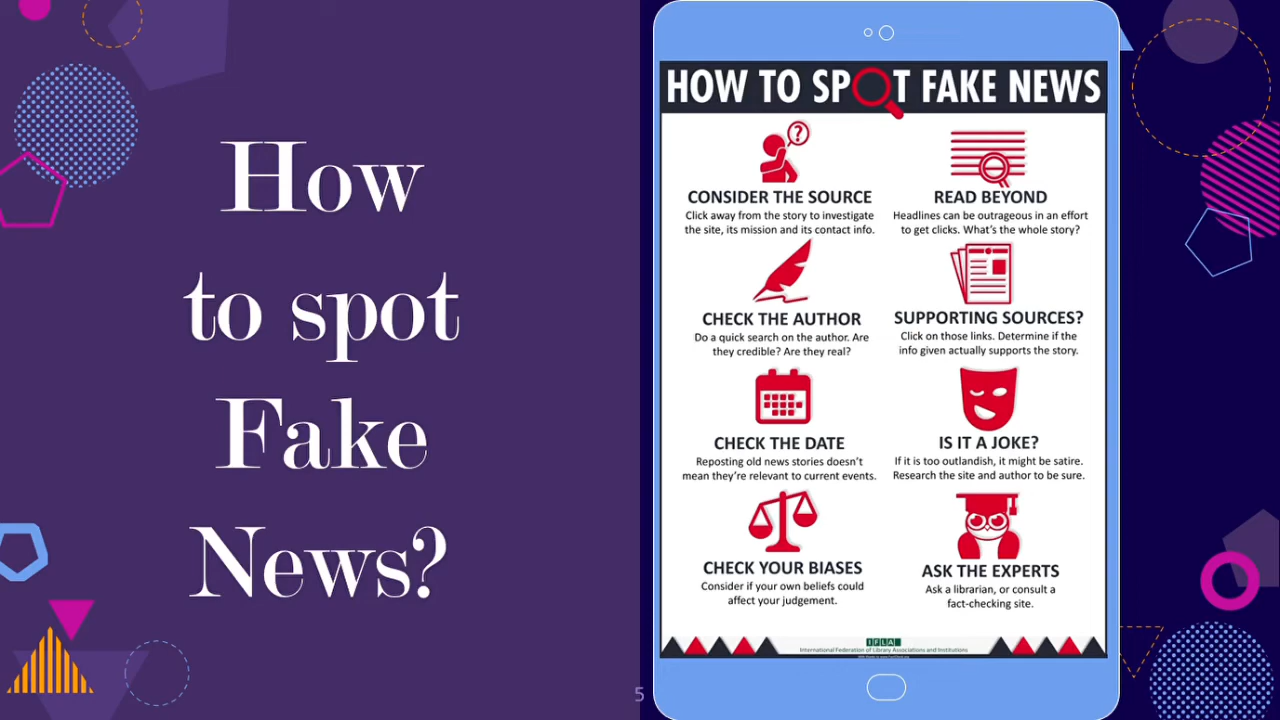 How
to spot
Fake
News?
HOW TO SPOT FAKE NEWS
?
CONSIDER THE SOURCE
Click away from the story to investigate
the site, its mission and its contact info.
READ BEYOND
Headlines can be outrageous in an effort
to get clicks. What's the whole story?
CHECK THE AUTHOR
Do a quick search on the author. Are
they credible? Are they real?
SUPPORTING SOURCES?
Click on those links. Determine if the
info given actually supports the story.
CHECK THE DATE
Reposting old news stories doesn't
mean they're relevant to current events.
IS IT A JOKE?
If it is too outlandish, it might be satire.
Research the site and author to be sure.
CHECK YOUR BIASES
Consider if your own beliefs could
affect your judgement.
ASK THE EXPERTS
Ask a librarian, or consult a
fact-checking site.
IFLA
International Federation of Library Associations and Institutions
5